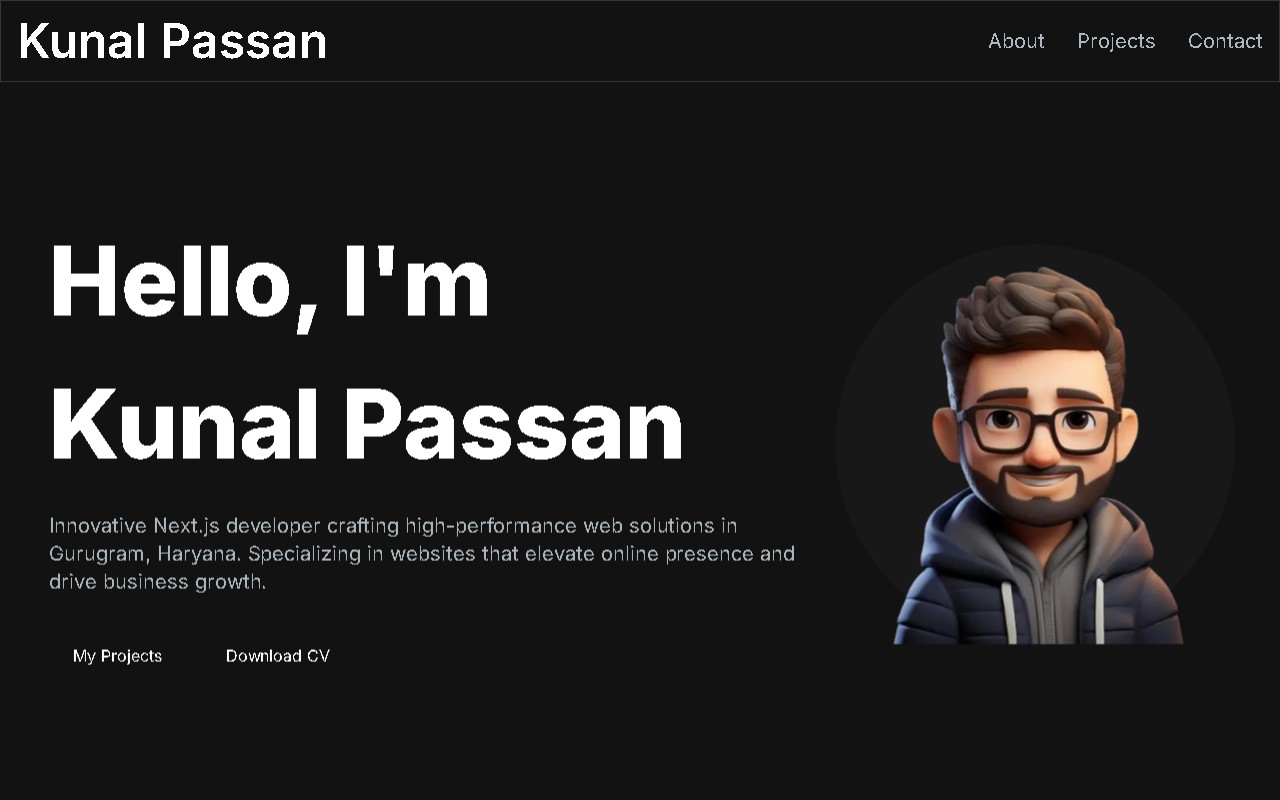 Kunal Passan
About Projects Contact
Hello, I'm
Kunal Passan
Innovative Next.js developer crafting high-performance web solutions in
Gurugram, Haryana. Specializing in websites that elevate online presence and
drive business growth.
My Projects Download CV